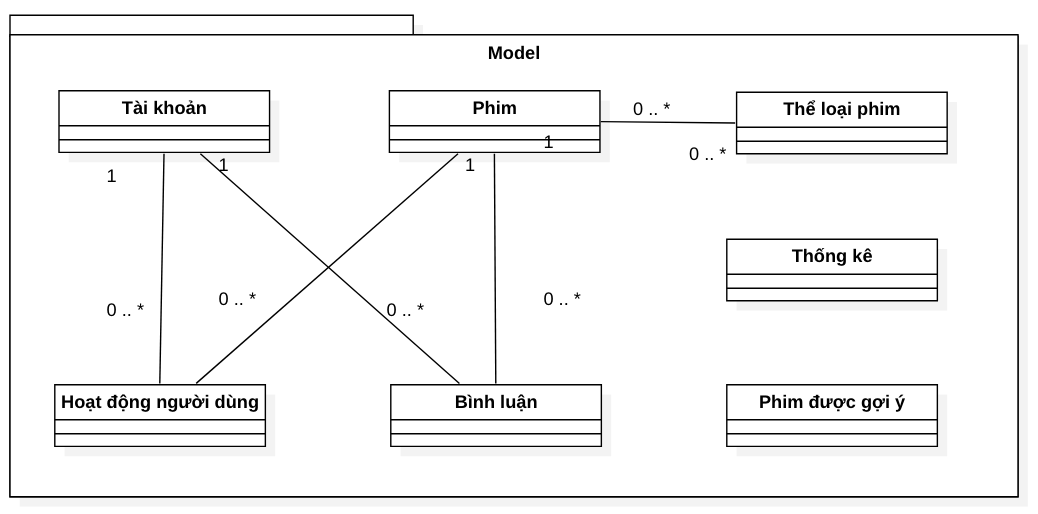 Model
Tài khoản
Phim
Thể loại phim
0 .. *
1
0 .. *
1
1
1
Thống kê
0 .. *
0 .. *
0 .. *
0 .. *
Hoạt động người dùng
Bình luận
Phim được gợi ý